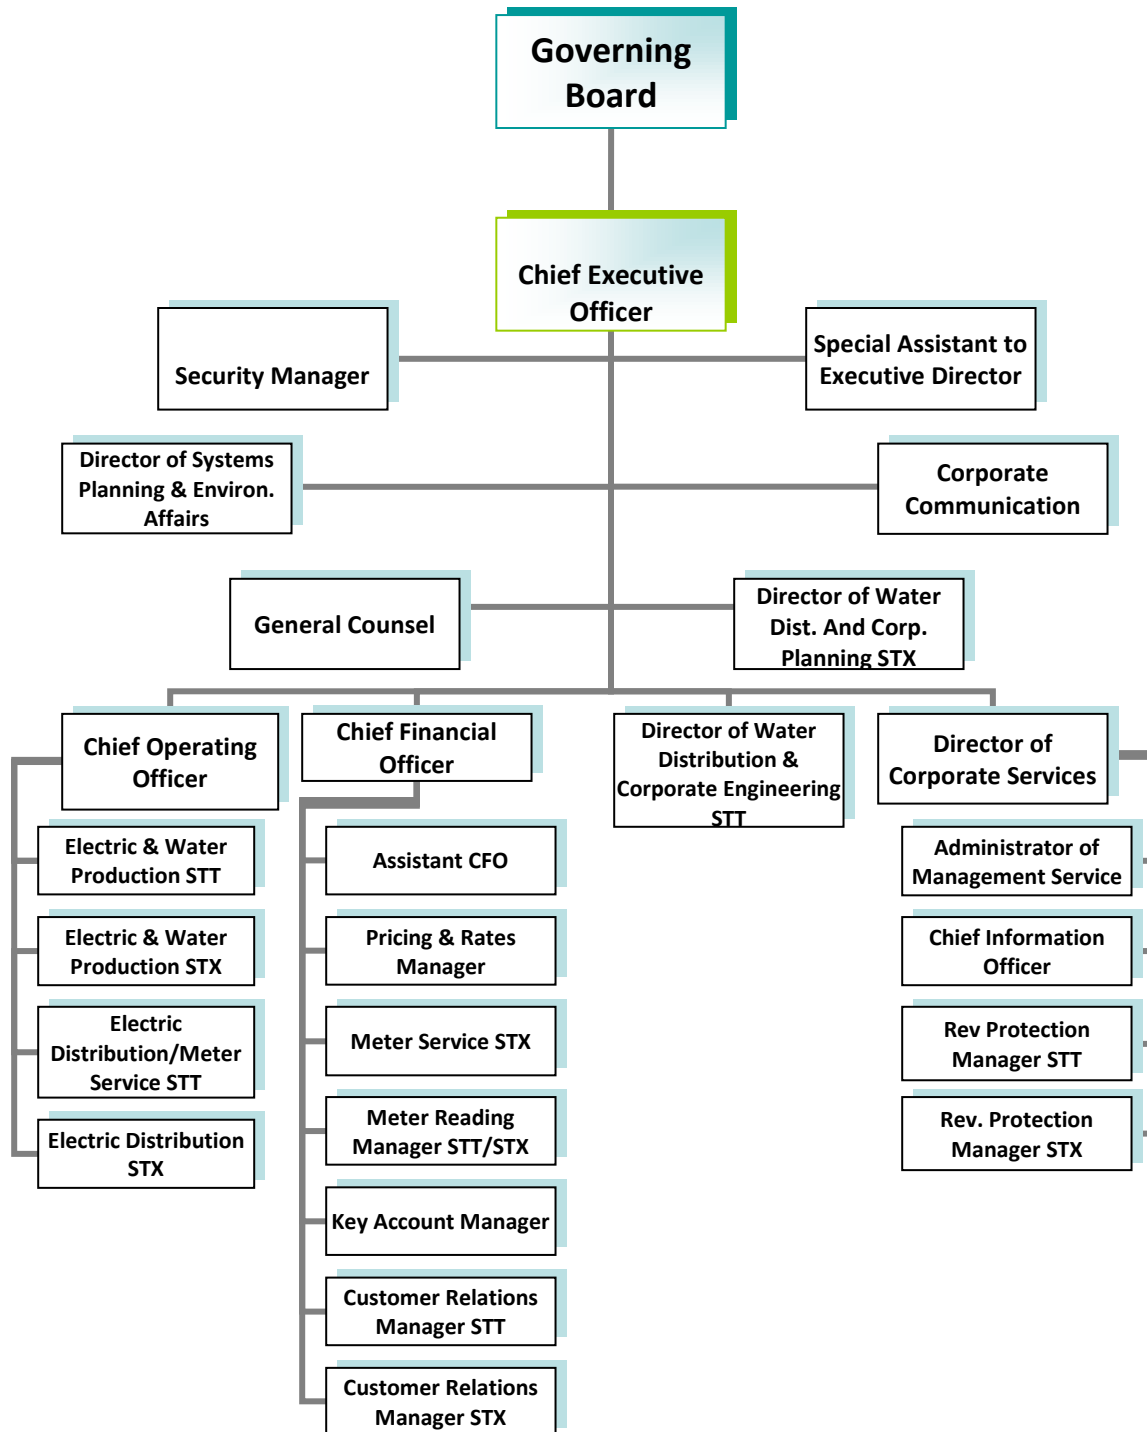 Governing
Board
Chief Executive
Officer
Security Manager
Special Assistant to
Executive Director
Director of Systems
Planning & Environ.
Affairs
Corporate
Communication
General Counsel
Director of Water
Dist. And Corp.
Planning STX
Chief Operating
Officer
Chief Financial
Officer
Director of Water
Distribution &
Corporate Engineering
STT
Director of
Corporate Services
Electric & Water
Production STT
Electric & Water
Production STX
Electric
Distribution/Meter
Service STT
Electric Distribution
STX
Assistant CFO
Pricing & Rates
Manager
Meter Service STX
Meter Reading
Manager STT/STX
Key Account Manager
Customer Relations
Manager STT
Customer Relations
Manager STX
Administrator of
Management Service
Chief Information
Officer
Rev Protection
Manager STT
Rev. Protection
Manager STX